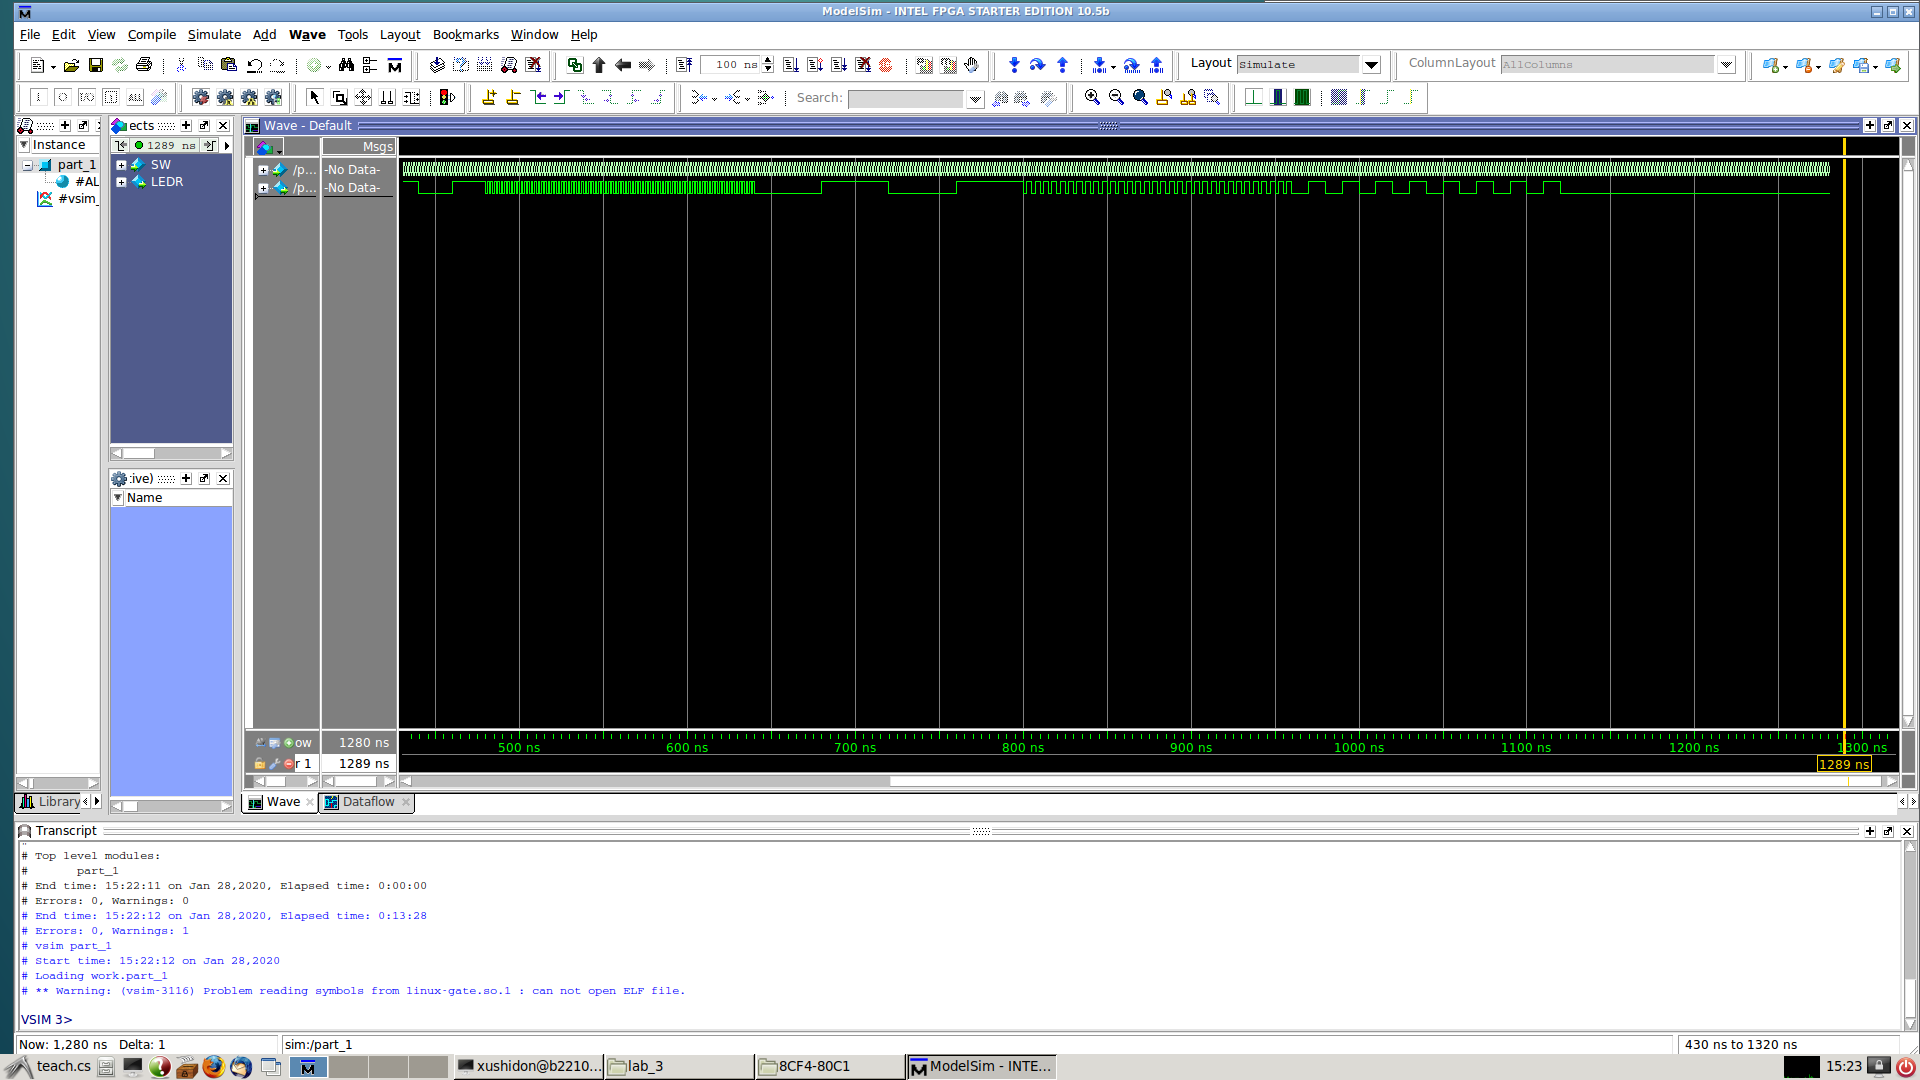 ModelSim - INTEL FPGA STARTER EDITION 10.5b
File Edit View Compile Simulate Add Wave Tools Layout Bookmarks Window Help
100 ns
Layout Simulate
ColumnLayout AllColumns
Search:
ects
Wave - Default
Instance
1289 ns
Msgs
part_1
SW
/p... -No Data-
#AL
LEDR
/p... -No Data-
#vsim_
:ive)
Name
ow 1280 ns
500 ns 600 ns 700 ns 800 ns 900 ns 1000 ns 1100 ns 1200 ns 1300 ns
r 1 1289 ns
1289 ns
Library
Wave
Dataflow
Transcript
# Top level modules:
# part_1
# End time: 15:22:11 on Jan 28,2020, Elapsed time: 0:00:00
# Errors: 0, Warnings: 0
# End time: 15:22:12 on Jan 28,2020, Elapsed time: 0:13:28
# Errors: 0, Warnings: 1
# vsim part_1
# Start time: 15:22:12 on Jan 28,2020
# Loading work.part_1
# ** Warning: (vsim-3116) Problem reading symbols from linux-gate.so.1 : can not open ELF file.
VSIM 3>
Now: 1,280 ns Delta: 1
sim:/part_1
430 ns to 1320 ns
teach.cs
xushidon@b2210...
lab_3
8CF4-80C1
ModelSim - INTE...
15:23